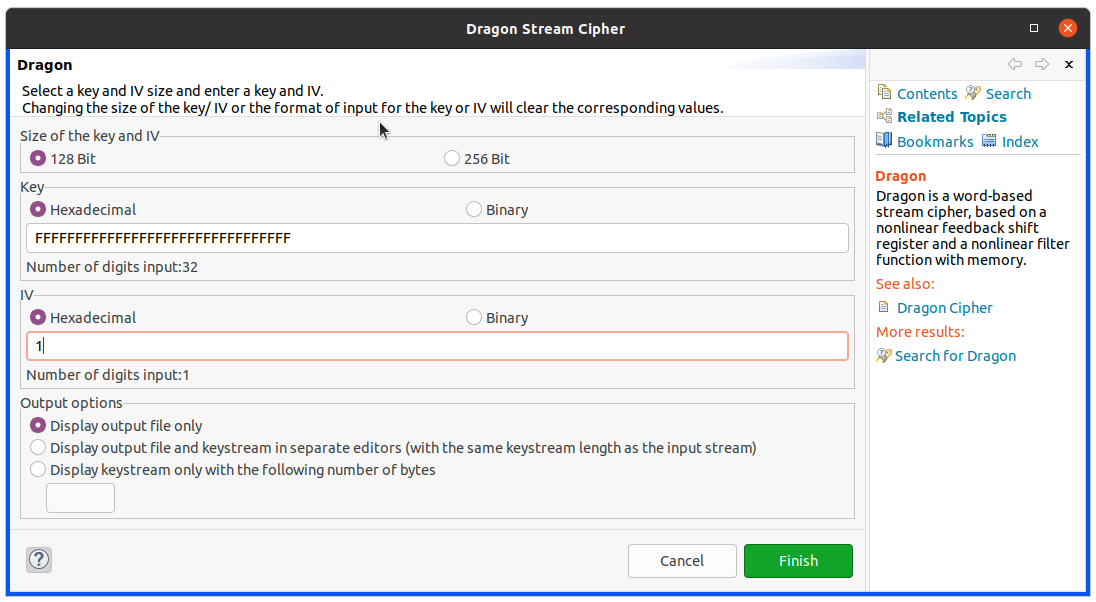 Dragon Stream Cipher
Dragon
Select a key and IV size and enter a key and IV.
Changing the size of the key/ IV or the format of input for the key or IV will clear the corresponding values.
Size of the key and IV
128 Bit
256 Bit
Key
Hexadecimal
Binary
FFFFFFFFFFFFFFFFFFFFFFFFFFFFFFFF
Number of digits input:32
IV
Hexadecimal
Binary
1
Number of digits input:1
Output options
Display output file only
Display output file and keystream in separate editors (with the same keystream length as the input stream)
Display keystream only with the following number of bytes
?
Cancel
Finish
Contents
Search
Related Topics
Bookmarks
Index
Dragon
Dragon is a word-based
stream cipher, based on a
nonlinear feedback shift
register and a nonlinear filter
function with memory.
See also:
Dragon Cipher
More results:
Search for Dragon